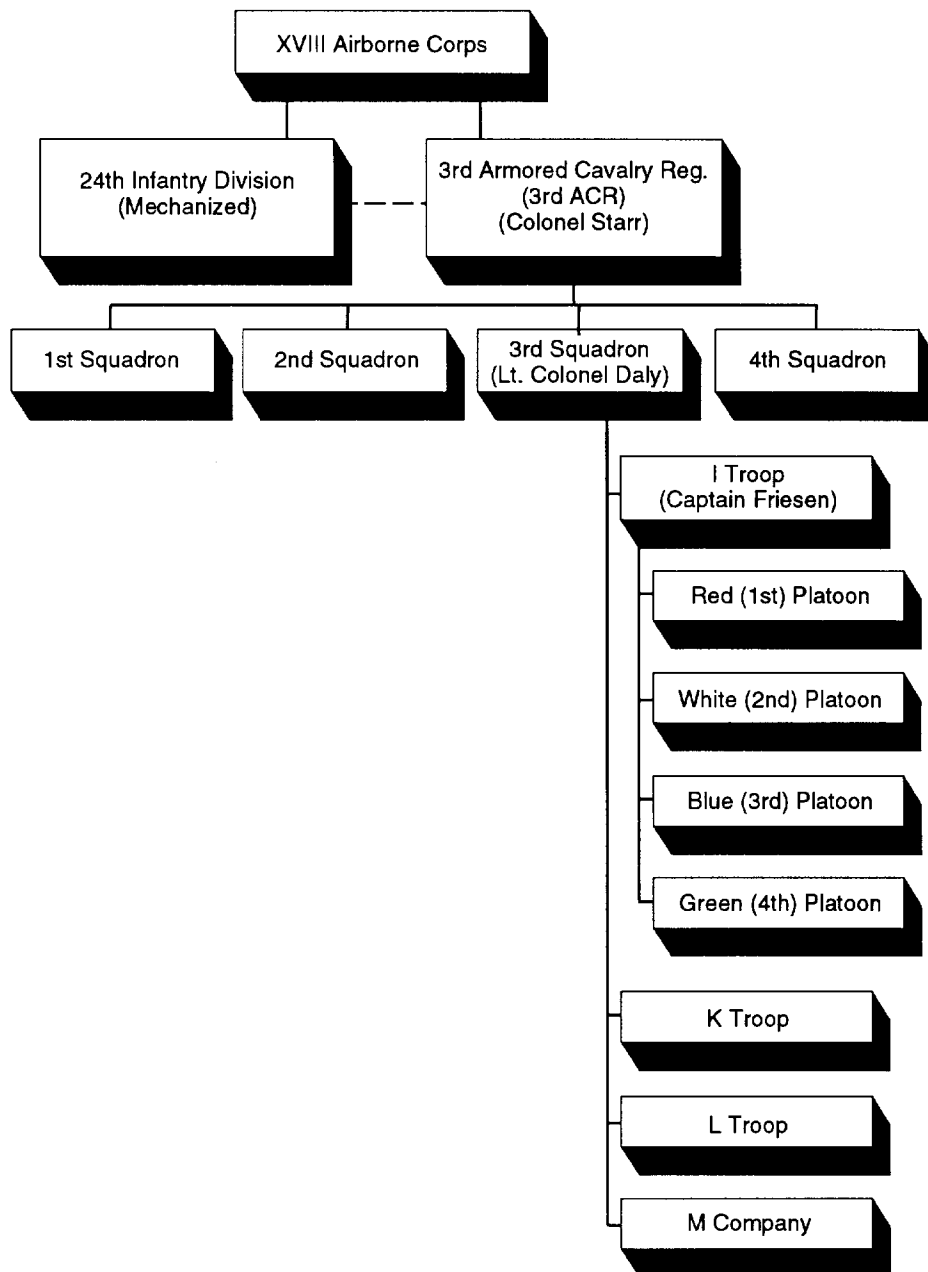 XVIII Airborne Corps
24th Infantry Division
(Mechanized)
3rd Armored Cavalry Reg.
(3rd ACR)
(Colonel Starr)
1st Squadron
2nd Squadron
3rd Squadron
(Lt. Colonel Daly)
4th Squadron
I Troop
(Captain Friesen)
Red (1st) Platoon
White (2nd) Platoon
Blue (3rd) Platoon
Green (4th) Platoon
K Troop
L Troop
M Company